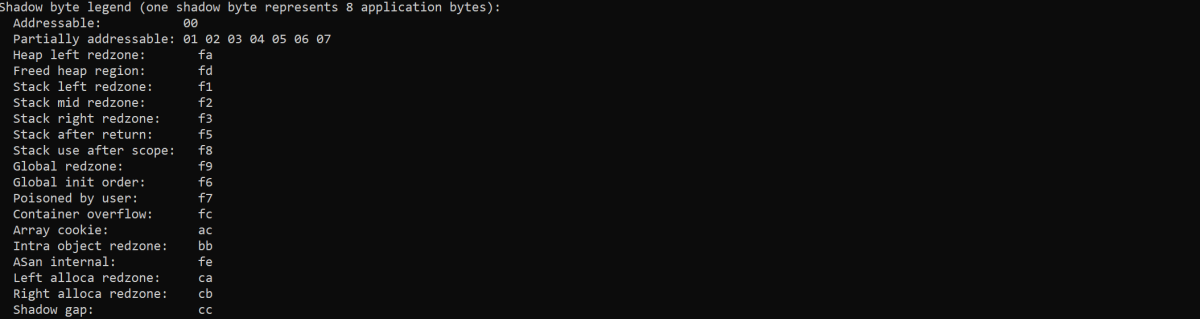 Shadow byte legend (one shadow byte represents 8 application bytes):
  Addressable:           00
  Partially addressable: 01 02 03 04 05 06 07
  Heap left redzone:       fa
  Freed heap region:       fd
  Stack left redzone:      f1
  Stack mid redzone:       f2
  Stack right redzone:     f3
  Stack after return:      f5
  Stack use after scope:   f8
  Global redzone:          f9
  Global init order:       f6
  Poisoned by user:        f7
  Container overflow:      fc
  Array cookie:            ac
  Intra object redzone:    bb
  ASan internal:           fe
  Left alloca redzone:     ca
  Right alloca redzone:    cb
  Shadow gap:              cc